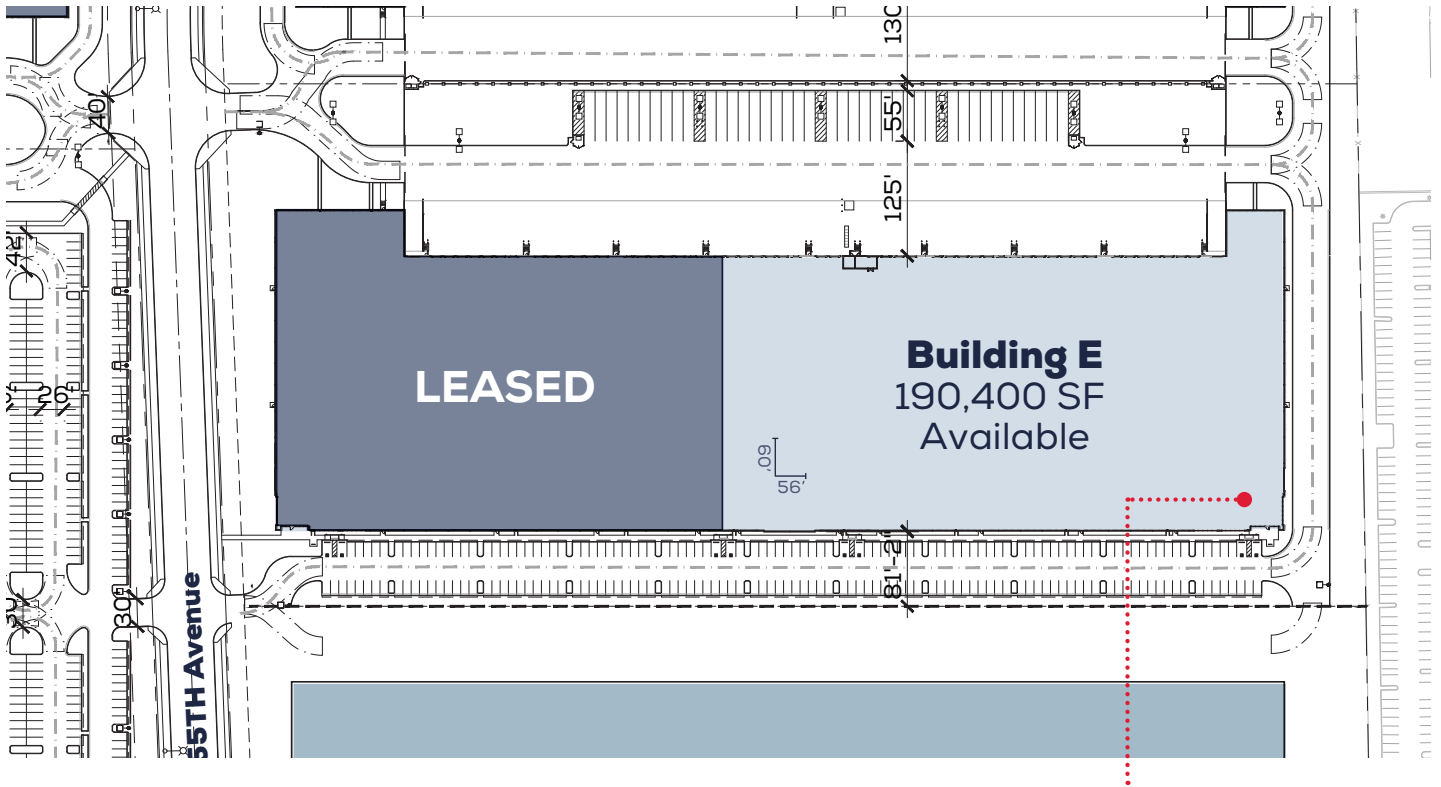 130
40'
55'
125'
42'
LEASED
Building E
190,400 SF
Available
26'
60'
56'
81'-2"
30'
30'
55TH Avenue